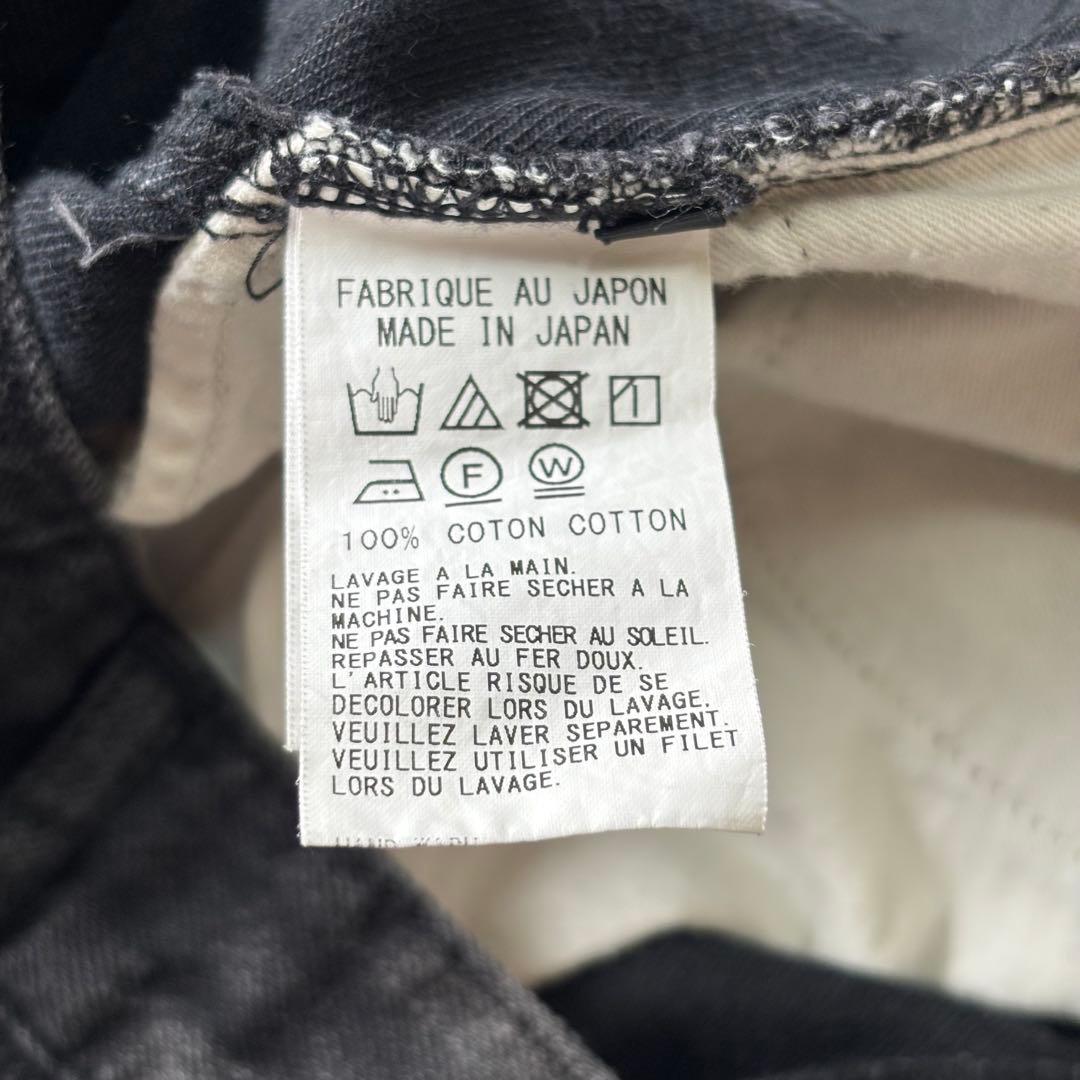 FABRIQUE AU JAPON
MADE IN JAPAN
F W
100% COTON COTTON
LAVAGE A LA MAIN.
NE PAS FAIRE SECHER A LA
MACHINE.
NE PAS FAIRE SECHER AU SOLEIL.
REPASSER AU FER DOUX.
L'ARTICLE RISQUE DE SE
DECOLORER LORS DU LAVAGE.
VEUILLEZ LAVER SEPAREMENT.
VEUILLEZ UTILISER UN FILET
LORS DU LAVAGE.